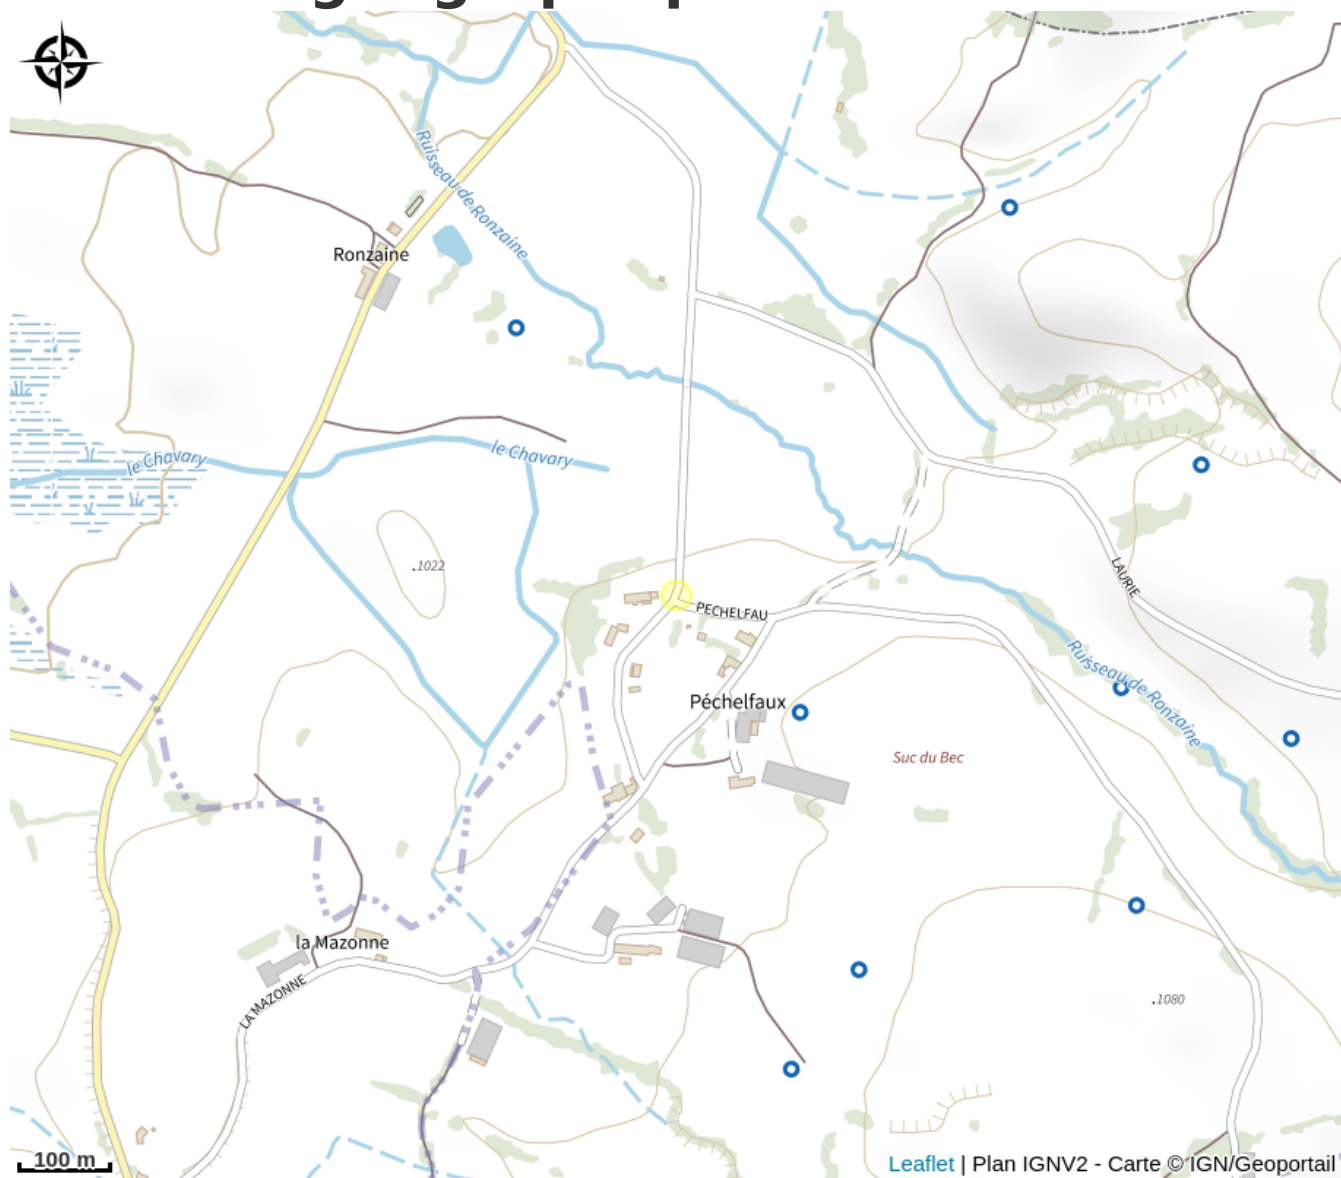 Ruisseau de Ronzaine
Ronzaine
le Chavary
le Chavary
.1022
PECHELFAU
LAURIE
Ruisseau de Ronzaine
Péchelfaux
Suc du Bec
la Mazonne
LA MAZONNE
.1080
100 m
Leaflet | Plan IGNV2 - Carte © IGN/Geoportail